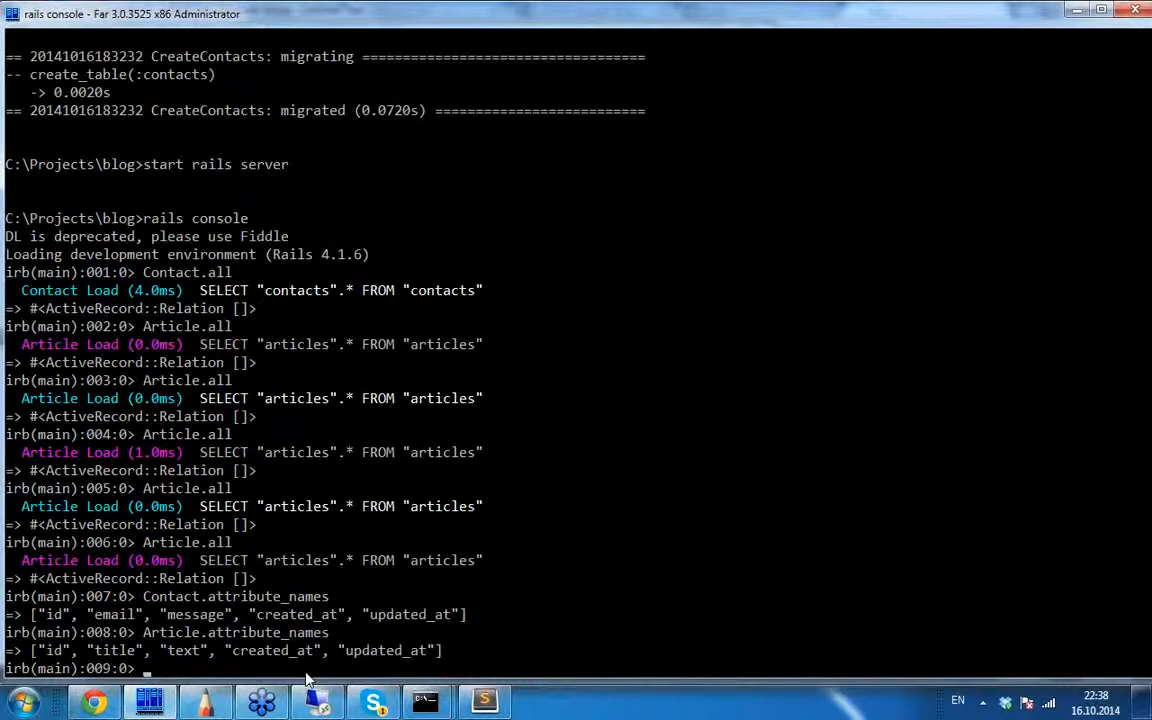 rails console - Far 3.0.3525 x86 Administrator
== 20141016183232 CreateContacts: migrating ===================================
-- create_table(:contacts)
   -> 0.0020s
== 20141016183232 CreateContacts: migrated (0.0720s) ==========================
C:\Projects\blog>start rails server
C:\Projects\blog>rails console
DL is deprecated, please use Fiddle
Loading development environment (Rails 4.1.6)
irb(main):001:0> Contact.all
  Contact Load (4.0ms)  SELECT "contacts".* FROM "contacts"
=> #<ActiveRecord::Relation []>
irb(main):002:0> Article.all
  Article Load (0.0ms)  SELECT "articles".* FROM "articles"
=> #<ActiveRecord::Relation []>
irb(main):003:0> Article.all
  Article Load (0.0ms)  SELECT "articles".* FROM "articles"
=> #<ActiveRecord::Relation []>
irb(main):004:0> Article.all
  Article Load (1.0ms)  SELECT "articles".* FROM "articles"
=> #<ActiveRecord::Relation []>
irb(main):005:0> Article.all
  Article Load (0.0ms)  SELECT "articles".* FROM "articles"
=> #<ActiveRecord::Relation []>
irb(main):006:0> Article.all
  Article Load (0.0ms)  SELECT "articles".* FROM "articles"
=> #<ActiveRecord::Relation []>
irb(main):007:0> Contact.attribute_names
=> ["id", "email", "message", "created_at", "updated_at"]
irb(main):008:0> Article.attribute_names
=> ["id", "title", "text", "created_at", "updated_at"]
irb(main):009:0> _
EN
22:38
16.10.2014